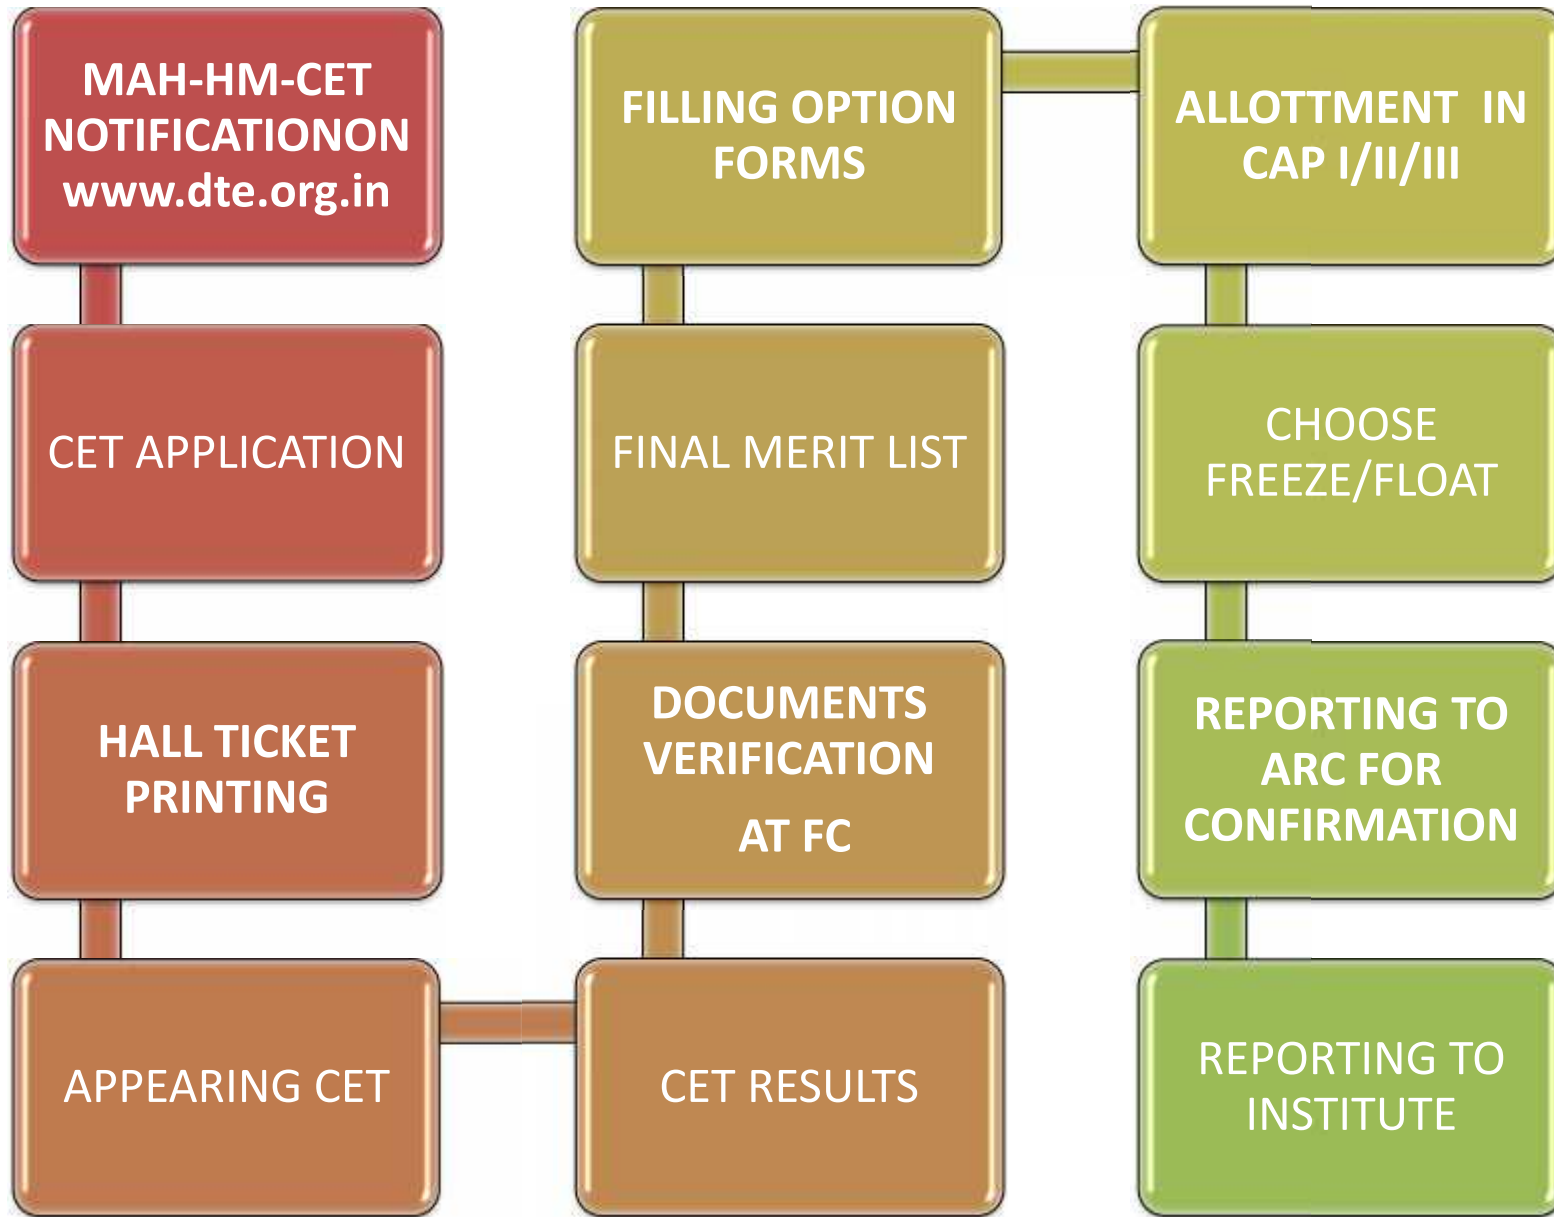 MAH-HM-CET
NOTIFICATIONON
www.dte.org.in
CET APPLICATION
HALL TICKET
PRINTING
APPEARING CET
CET RESULTS
DOCUMENTS
VERIFICATION
AT FC
FINAL MERIT LIST
FILLING OPTION
FORMS
ALLOTTMENT IN
CAP I/II/III
CHOOSE
FREEZE/FLOAT
REPORTING TO
ARC FOR
CONFIRMATION
REPORTING TO
INSTITUTE